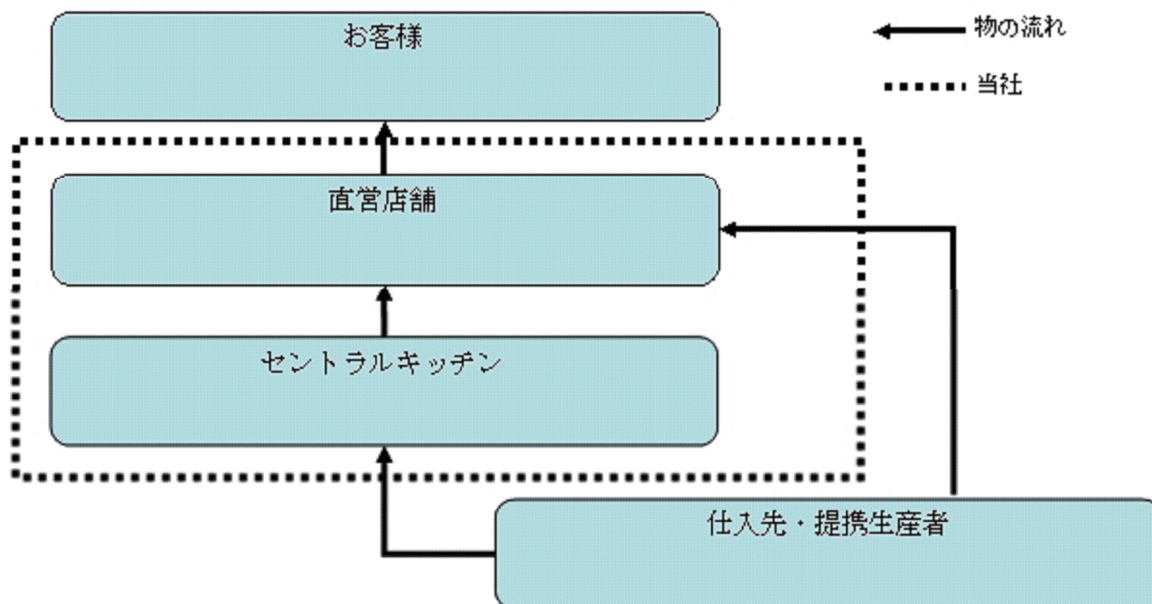 お客様
物の流れ
当社
直営店舗
セントラルキッチン
仕入先・提携生産者